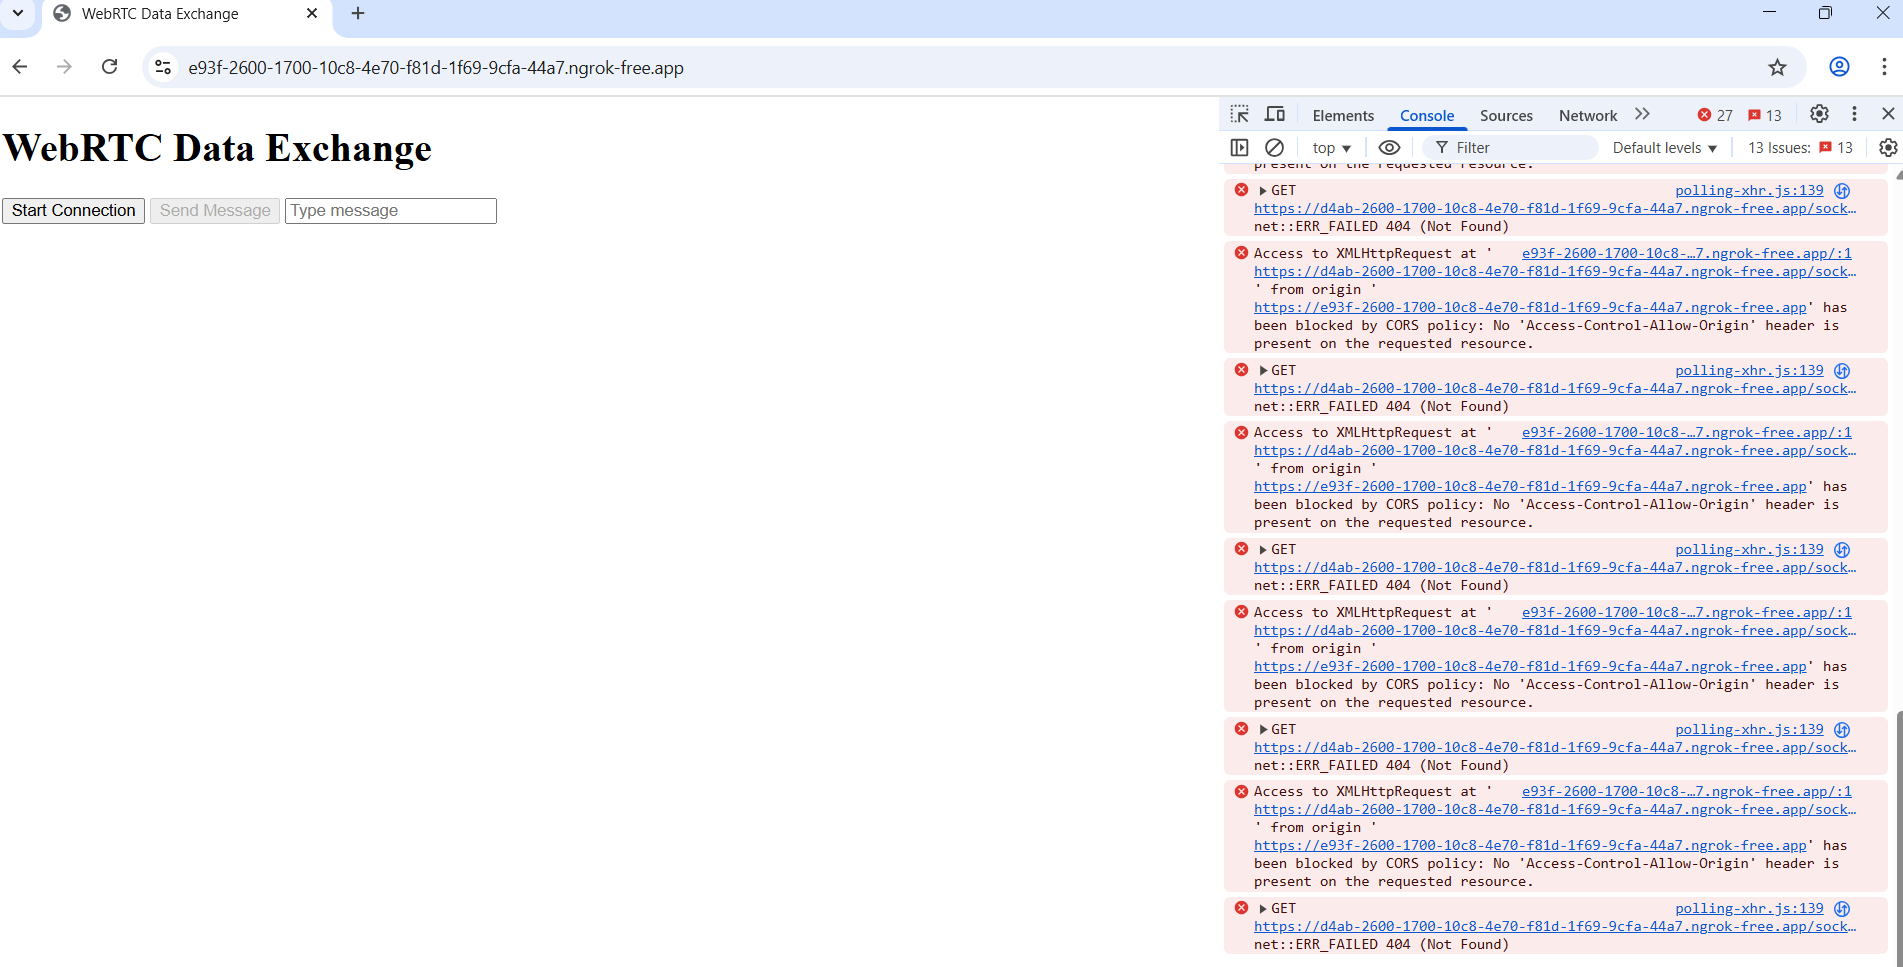 WebRTC Data Exchange
e93f-2600-1700-10c8-4e70-f81d-1f69-9cfa-44a7.ngrok-free.app
WebRTC Data Exchange
Start Connection Send Message Type message
Elements Console Sources Network 27 13
top Filter Default levels 13 Issues: 13
present on the requested resource.
GET polling-xhr.js:139
https://d4ab-2600-1700-10c8-4e70-f81d-1f69-9cfa-44a7.ngrok-free.app/sock…
net::ERR_FAILED 404 (Not Found)
Access to XMLHttpRequest at ' e93f-2600-1700-10c8-…7.ngrok-free.app/:1
https://d4ab-2600-1700-10c8-4e70-f81d-1f69-9cfa-44a7.ngrok-free.app/sock…
' from origin '
https://e93f-2600-1700-10c8-4e70-f81d-1f69-9cfa-44a7.ngrok-free.app' has
been blocked by CORS policy: No 'Access-Control-Allow-Origin' header is
present on the requested resource.
GET polling-xhr.js:139
https://d4ab-2600-1700-10c8-4e70-f81d-1f69-9cfa-44a7.ngrok-free.app/sock…
net::ERR_FAILED 404 (Not Found)
Access to XMLHttpRequest at ' e93f-2600-1700-10c8-…7.ngrok-free.app/:1
https://d4ab-2600-1700-10c8-4e70-f81d-1f69-9cfa-44a7.ngrok-free.app/sock…
' from origin '
https://e93f-2600-1700-10c8-4e70-f81d-1f69-9cfa-44a7.ngrok-free.app' has
been blocked by CORS policy: No 'Access-Control-Allow-Origin' header is
present on the requested resource.
GET polling-xhr.js:139
https://d4ab-2600-1700-10c8-4e70-f81d-1f69-9cfa-44a7.ngrok-free.app/sock…
net::ERR_FAILED 404 (Not Found)
Access to XMLHttpRequest at ' e93f-2600-1700-10c8-…7.ngrok-free.app/:1
https://d4ab-2600-1700-10c8-4e70-f81d-1f69-9cfa-44a7.ngrok-free.app/sock…
' from origin '
https://e93f-2600-1700-10c8-4e70-f81d-1f69-9cfa-44a7.ngrok-free.app' has
been blocked by CORS policy: No 'Access-Control-Allow-Origin' header is
present on the requested resource.
GET polling-xhr.js:139
https://d4ab-2600-1700-10c8-4e70-f81d-1f69-9cfa-44a7.ngrok-free.app/sock…
net::ERR_FAILED 404 (Not Found)
Access to XMLHttpRequest at ' e93f-2600-1700-10c8-…7.ngrok-free.app/:1
https://d4ab-2600-1700-10c8-4e70-f81d-1f69-9cfa-44a7.ngrok-free.app/sock…
' from origin '
https://e93f-2600-1700-10c8-4e70-f81d-1f69-9cfa-44a7.ngrok-free.app' has
been blocked by CORS policy: No 'Access-Control-Allow-Origin' header is
present on the requested resource.
GET polling-xhr.js:139
https://d4ab-2600-1700-10c8-4e70-f81d-1f69-9cfa-44a7.ngrok-free.app/sock…
net::ERR_FAILED 404 (Not Found)